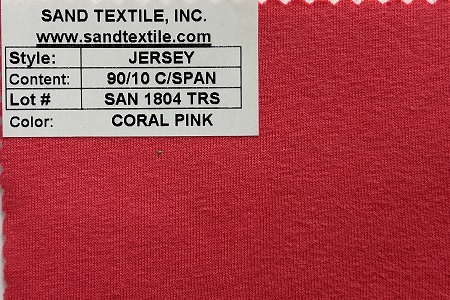 SAND TEXTILE, INC.
www.sandtextile.com
Style: JERSEY
Content: 90/10 C/SPAN
Lot # SAN 1804 TRS
Color: CORAL PINK